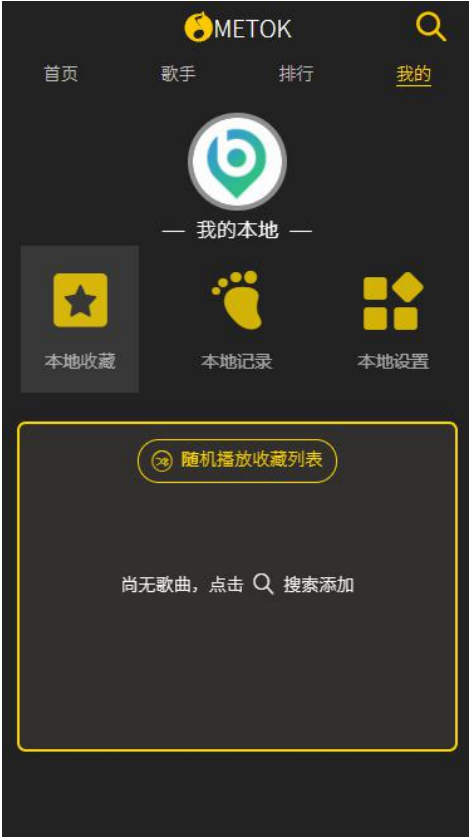 METOK
首页 歌手 排行 我的
— 我的本地 —
本地收藏 本地记录 本地设置
随机播放收藏列表
尚无歌曲，点击 搜索添加